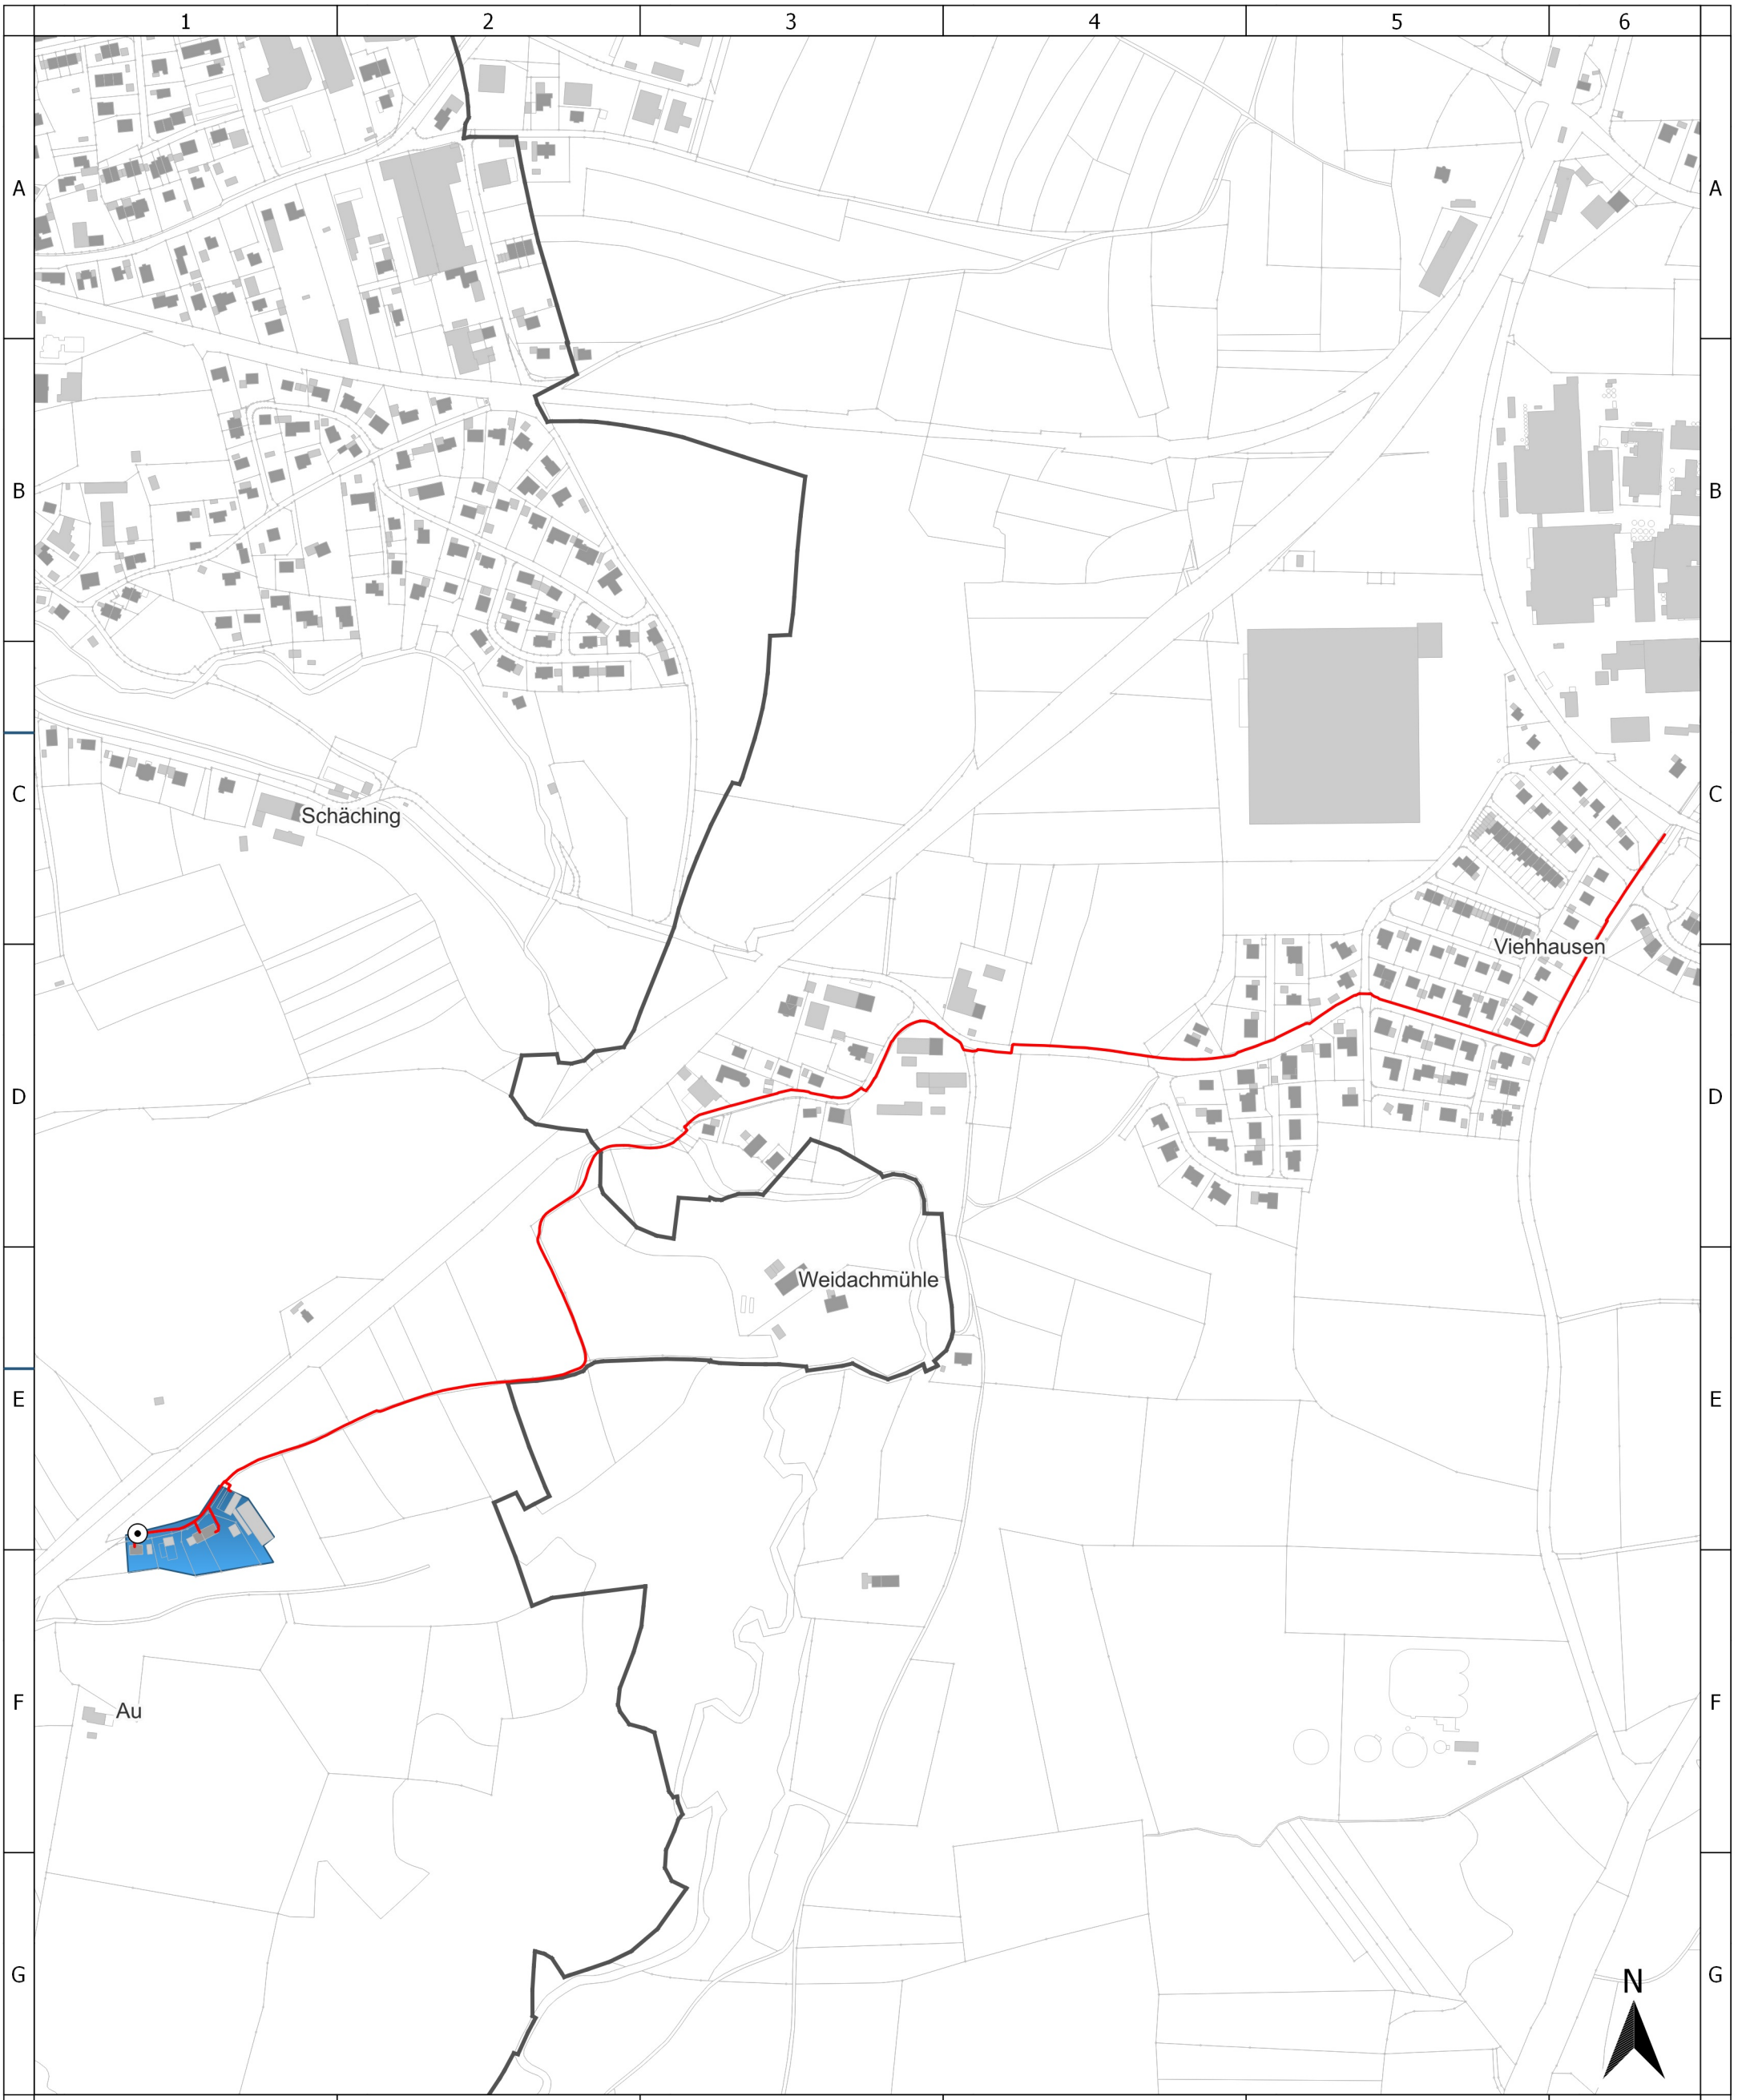 1 2 3 4 5 6
A A
B B
C C
Schäching
Viehhausen
D D
Weidachmühle
E E
F F
Au
G G
N